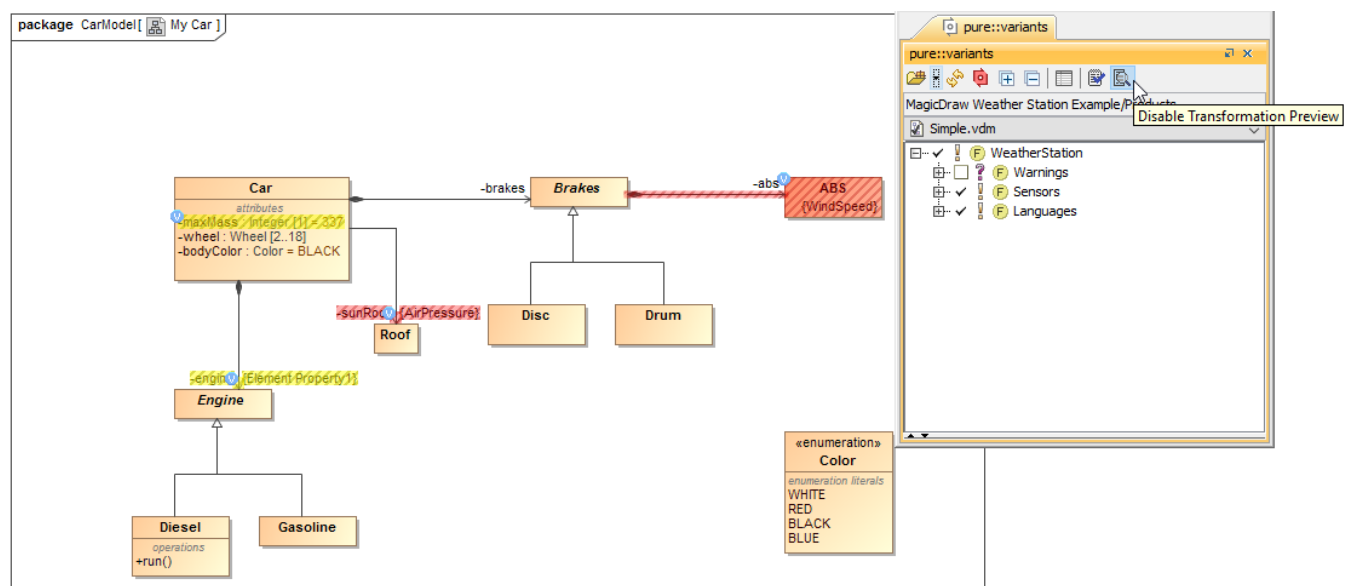 package CarModel[ My Car ]
pure::variants
pure::variants
MagicDraw Weather Station Example/Products
Disable Transformation Preview
Simple.vdm
WeatherStation
Warnings
Sensors
Languages
Car
attributes
-maxMass : Integer [1] = 337
-wheel : Wheel [2..18]
-bodyColor : Color = BLACK
-brakes
Brakes
-abs
ABS
{WindSpeed}
-sunRoo {AirPressure}
Roof
Disc
Drum
-engin [Element Property1]
Engine
Diesel
operations
+run()
Gasoline
«enumeration»
Color
enumeration literals
WHITE
RED
BLACK
BLUE